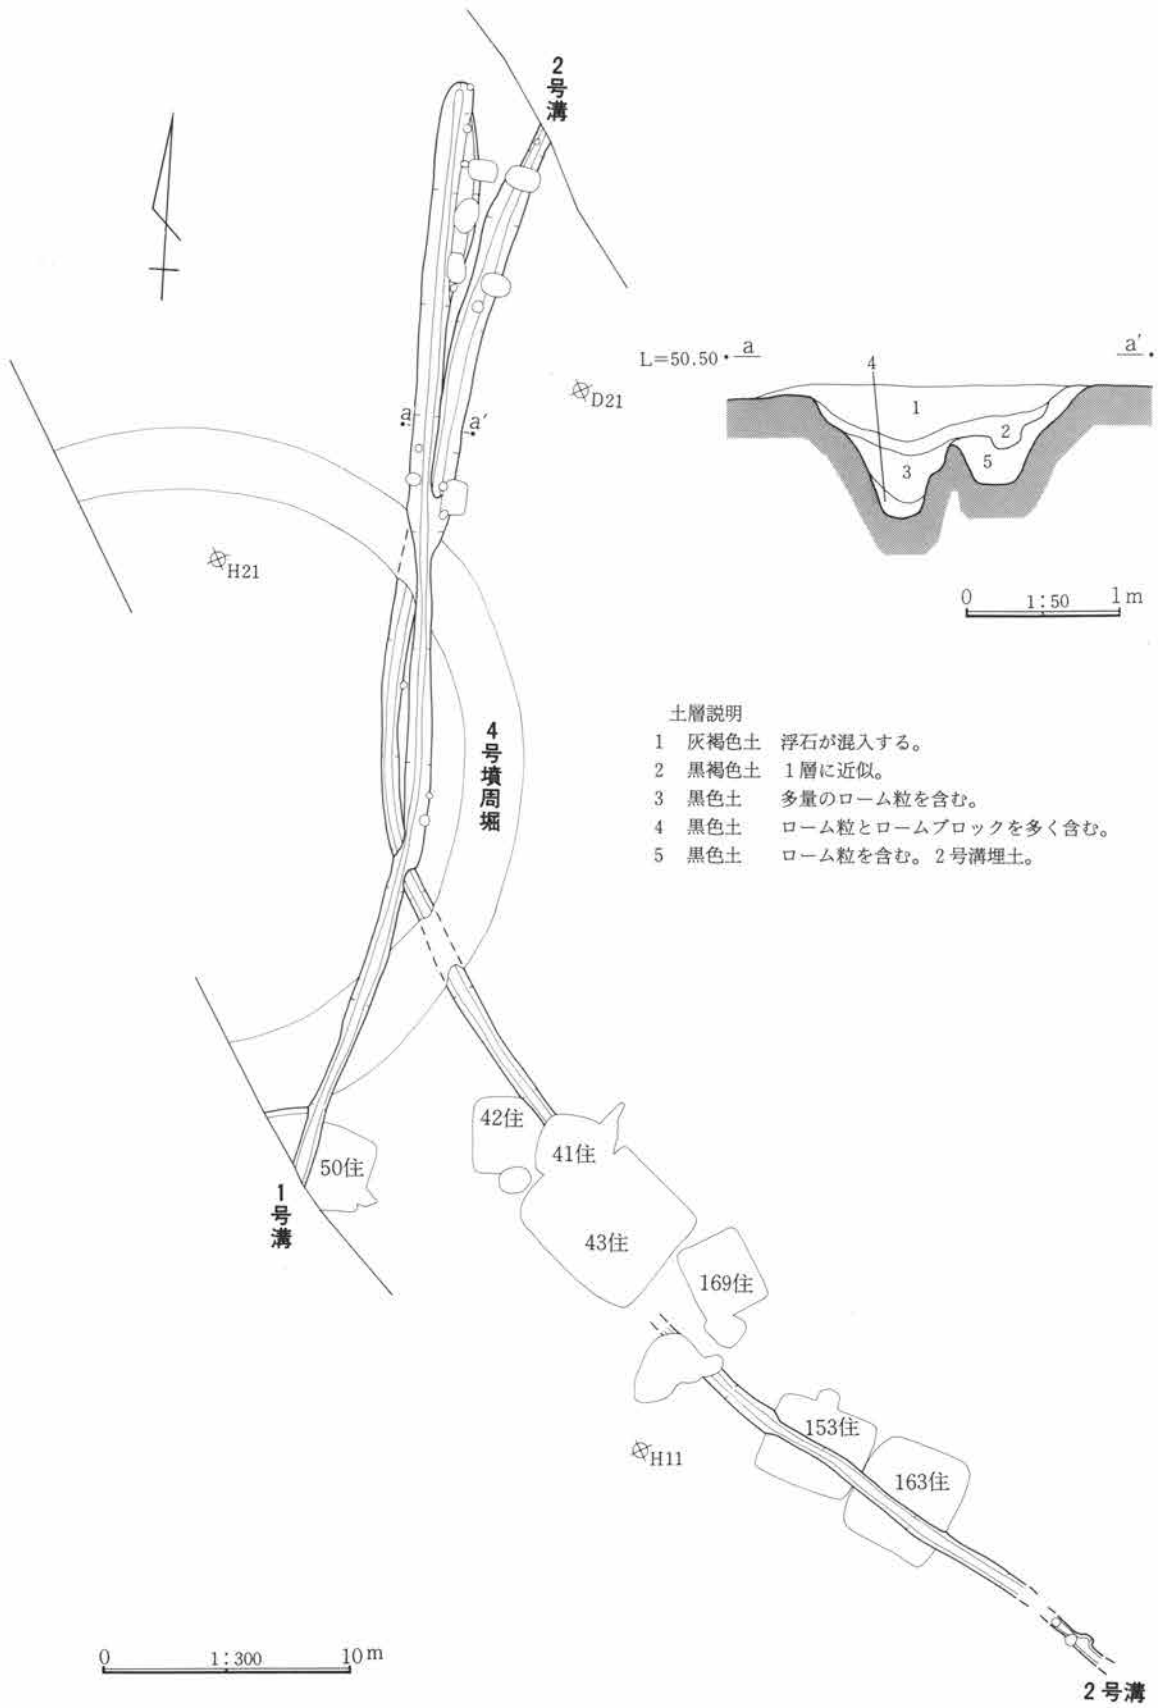 2号溝
L=50.50
a
a'
4
1
2
3
5
a
a'
D21
H21
0
1:50
1m
4号墳周堀
土層説明
1 灰褐色土 浮石が混入する。
2 黒褐色土 1層に近似。
3 黒色土 多量のローム粒を含む。
4 黒色土 ローム粒とロームブロックを多く含む。
5 黒色土 ローム粒を含む。2号溝埋土。
42住
41住
50住
1号溝
43住
169住
153住
H11
163住
0
1:300
10m
2号溝